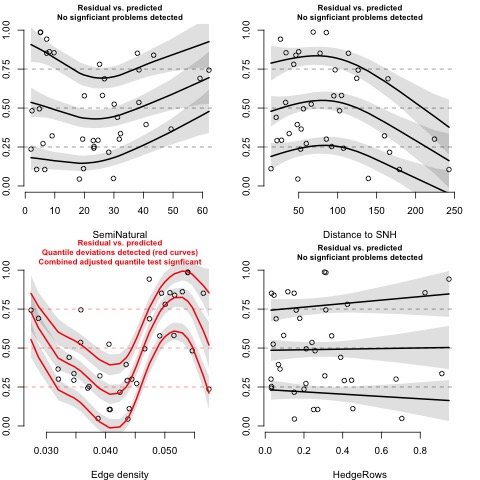 Residual vs. predicted
No signficiant problems detected
Residual vs. predicted
No signficiant problems detected
0.00 0.25 0.50 0.75 1.00
0.00 0.25 0.50 0.75 1.00
0 10 20 30 40 50 60
50 100 150 200 250
SemiNatural
Distance to SNH
Residual vs. predicted
Quantile deviations detected (red curves)
Combined adjusted quantile test signficant
Residual vs. predicted
No signficiant problems detected
0.00 0.25 0.50 0.75 1.00
0.00 0.25 0.50 0.75 1.00
0.030 0.040 0.050
0.0 0.2 0.4 0.6 0.8
Edge density
HedgeRows